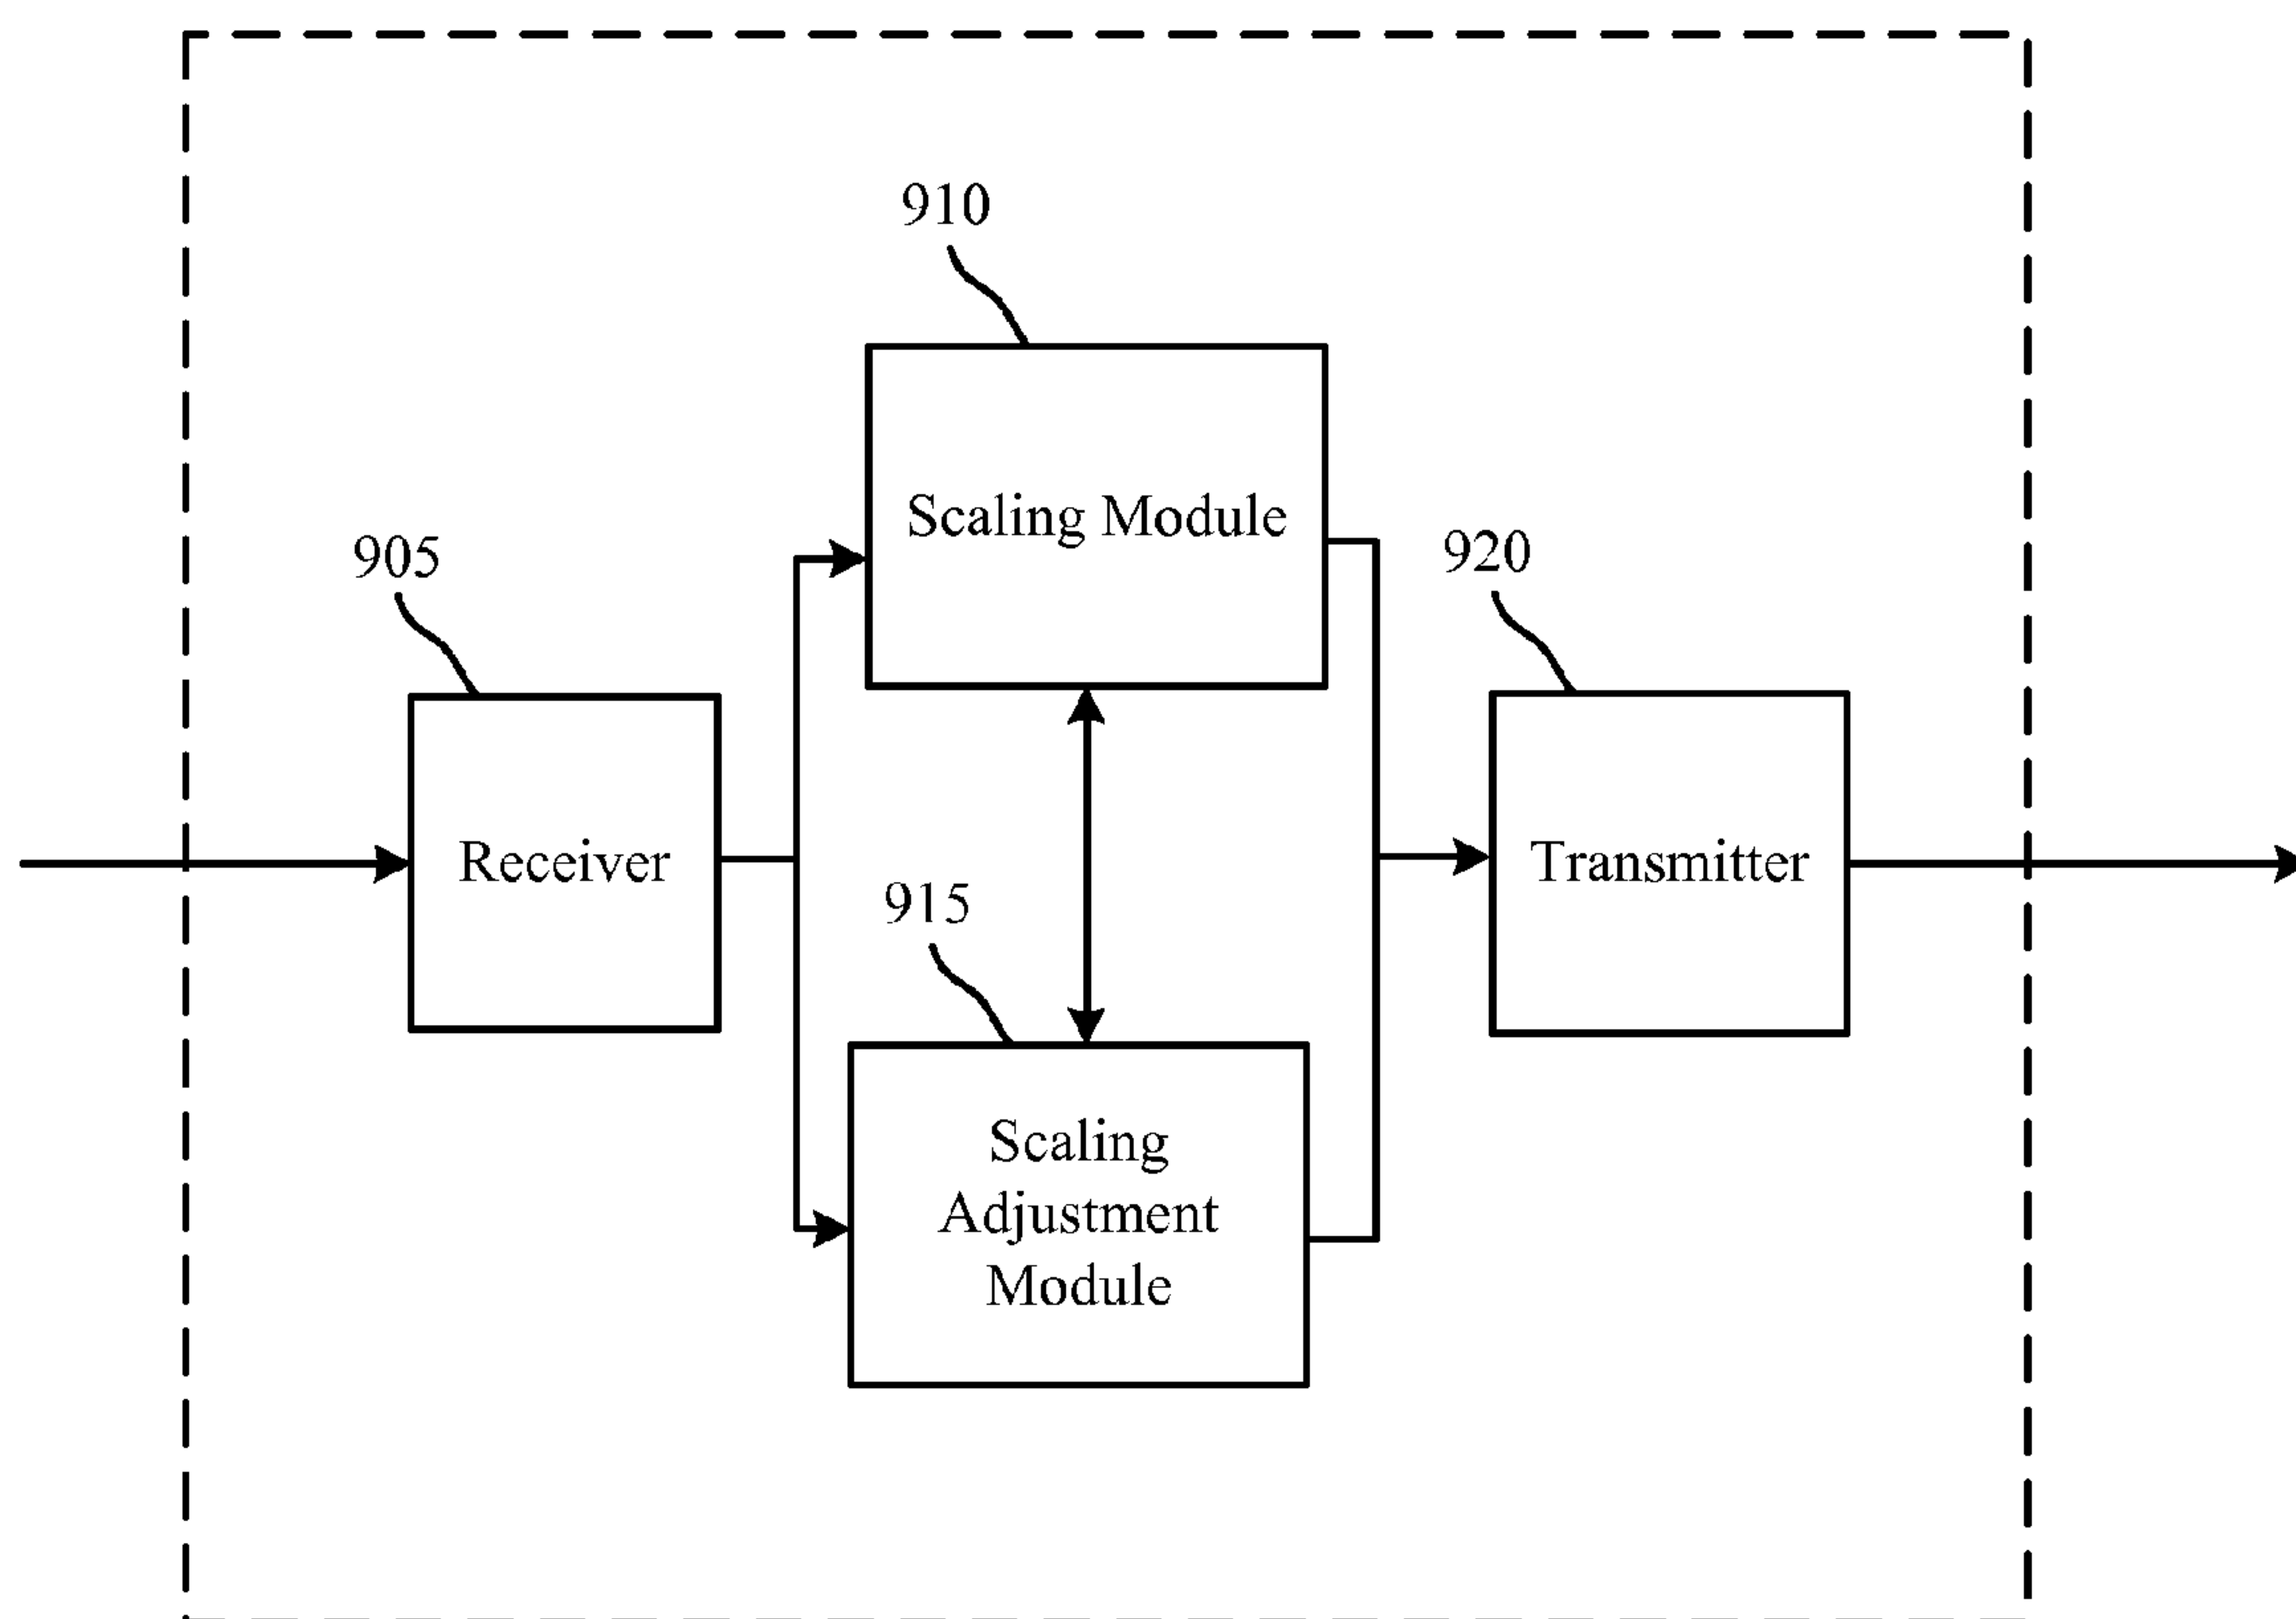 910
Scaling Module
905
Receiver
920
Transmitter
915
Scaling
Adjustment
Module